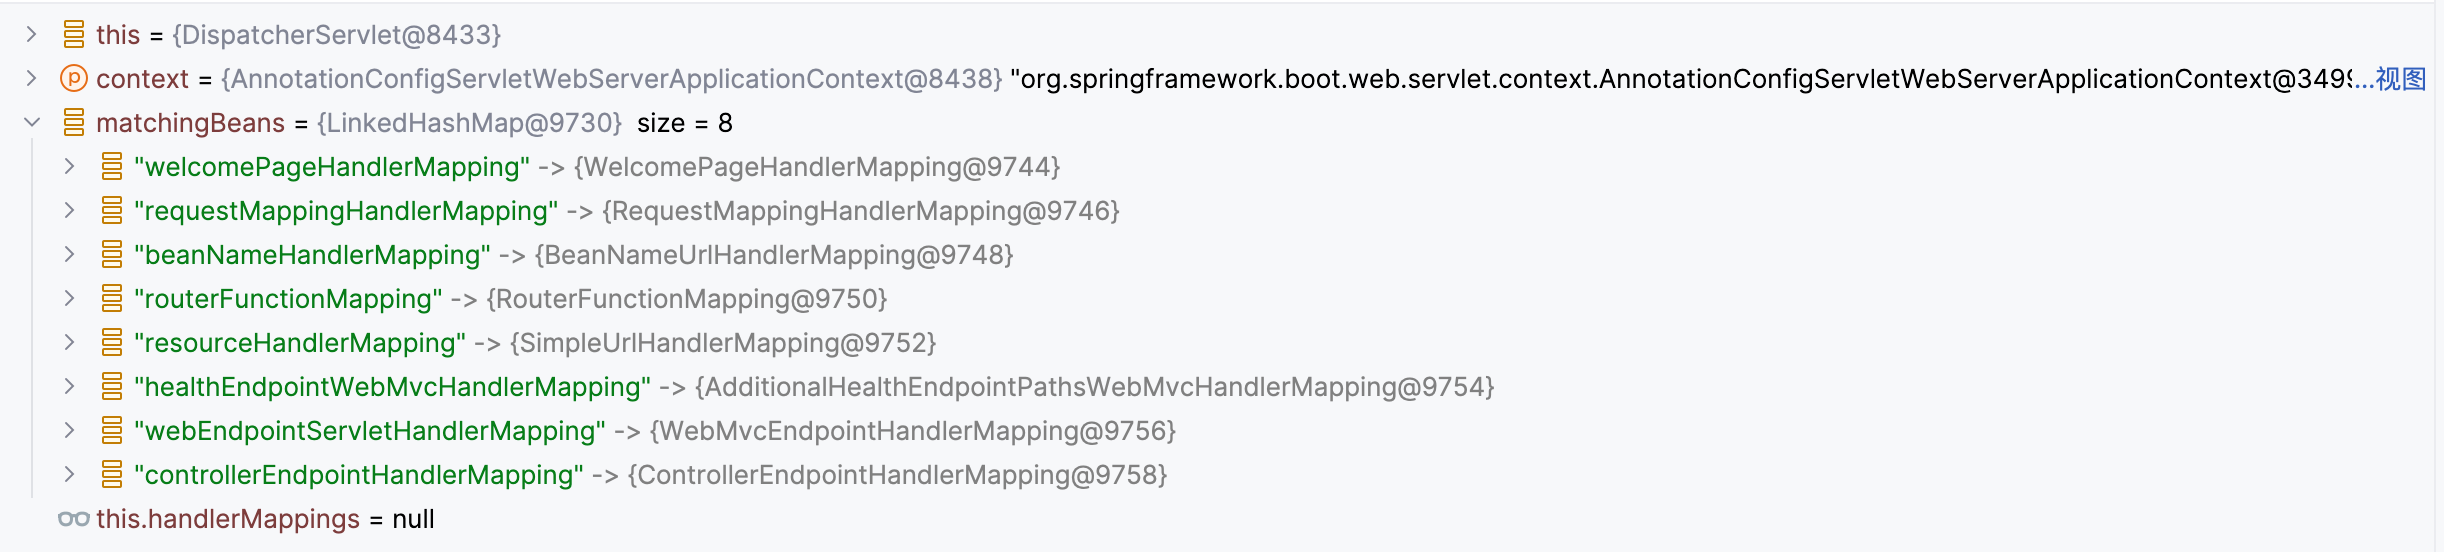 this = {DispatcherServlet@8433}
context = {AnnotationConfigServletWebServerApplicationContext@8438} "org.springframework.boot.web.servlet.context.AnnotationConfigServletWebServerApplicationContext@349…视图
matchingBeans = {LinkedHashMap@9730} size = 8
"welcomePageHandlerMapping" -> {WelcomePageHandlerMapping@9744}
"requestMappingHandlerMapping" -> {RequestMappingHandlerMapping@9746}
"beanNameHandlerMapping" -> {BeanNameUrlHandlerMapping@9748}
"routerFunctionMapping" -> {RouterFunctionMapping@9750}
"resourceHandlerMapping" -> {SimpleUrlHandlerMapping@9752}
"healthEndpointWebMvcHandlerMapping" -> {AdditionalHealthEndpointPathsWebMvcHandlerMapping@9754}
"webEndpointServletHandlerMapping" -> {WebMvcEndpointHandlerMapping@9756}
"controllerEndpointHandlerMapping" -> {ControllerEndpointHandlerMapping@9758}
this.handlerMappings = null